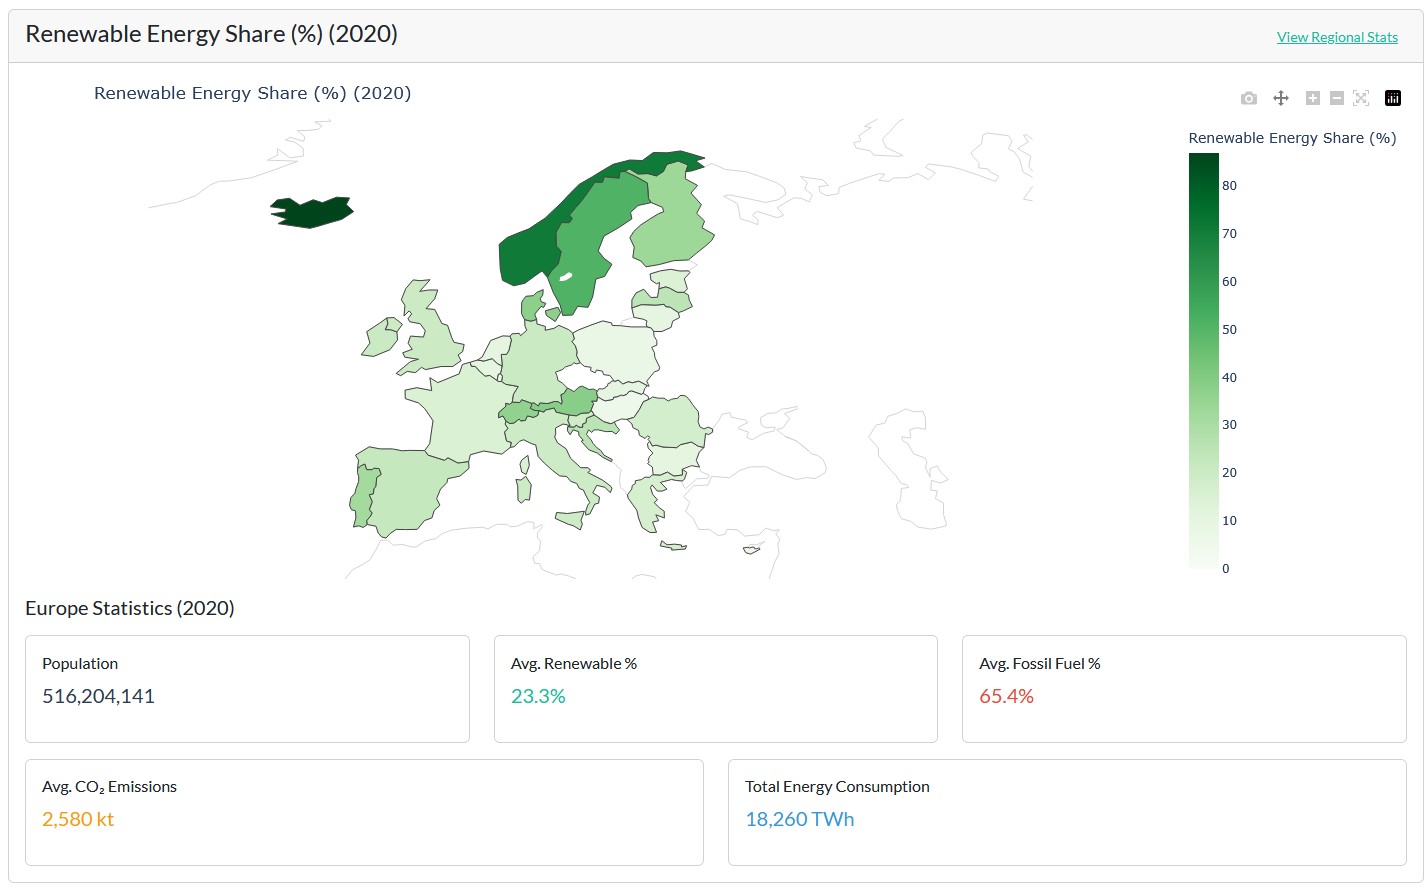 Renewable Energy Share (%) (2020)
View Regional Stats
Renewable Energy Share (%) (2020)
Renewable Energy Share (%)
80
70
60
50
40
30
20
10
0
Europe Statistics (2020)
Population
516,204,141
Avg. Renewable %
23.3%
Avg. Fossil Fuel %
65.4%
Avg. CO₂ Emissions
2,580 kt
Total Energy Consumption
18,260 TWh